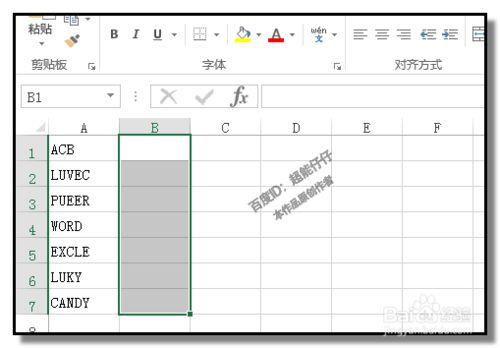 粘贴
B I U A wén 文
剪贴板 字体 对齐方式
B1 fx
A B C D E F
1 ACB
2 LUVEC
3 PUEER
4 WORD
5 EXCLE
6 LUKY
7 CANDY
8
百度ID：超能仔仔
本作品原创作者
Baidu 经验
jingyan.baidu.com